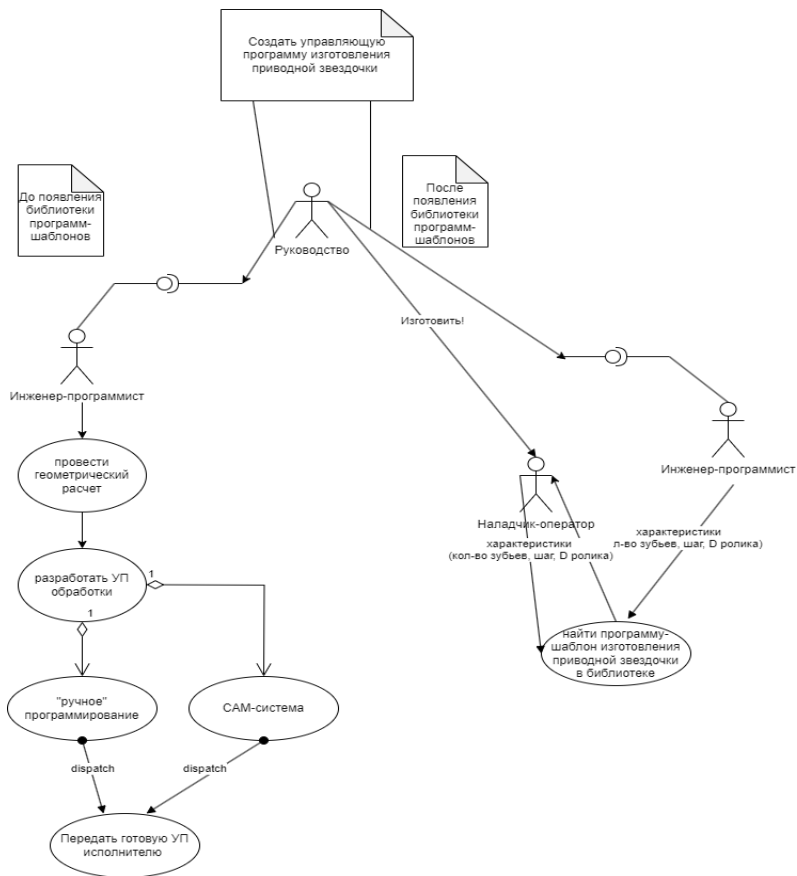 Создать управляющую
программу изготовления
приводной звездочки
До появления
библиотеки
программ-
шаблонов
После
появления
библиотеки
программ-
шаблонов
Руководство
Изготовить!
Инженер-программист
провести
геометрический
расчет
Инженер-программист
Наладчик-оператор
характеристики
(кол-во зубьев, шаг, D ролика)
характеристики
л-во зубьев, шаг, D ролика)
разработать УП
обработки
1
1
найти программу-
шаблон изготовления
приводной звездочки
в библиотеке
"ручное"
программирование
CAM-система
dispatch
dispatch
Передать готовую УП
исполнителю